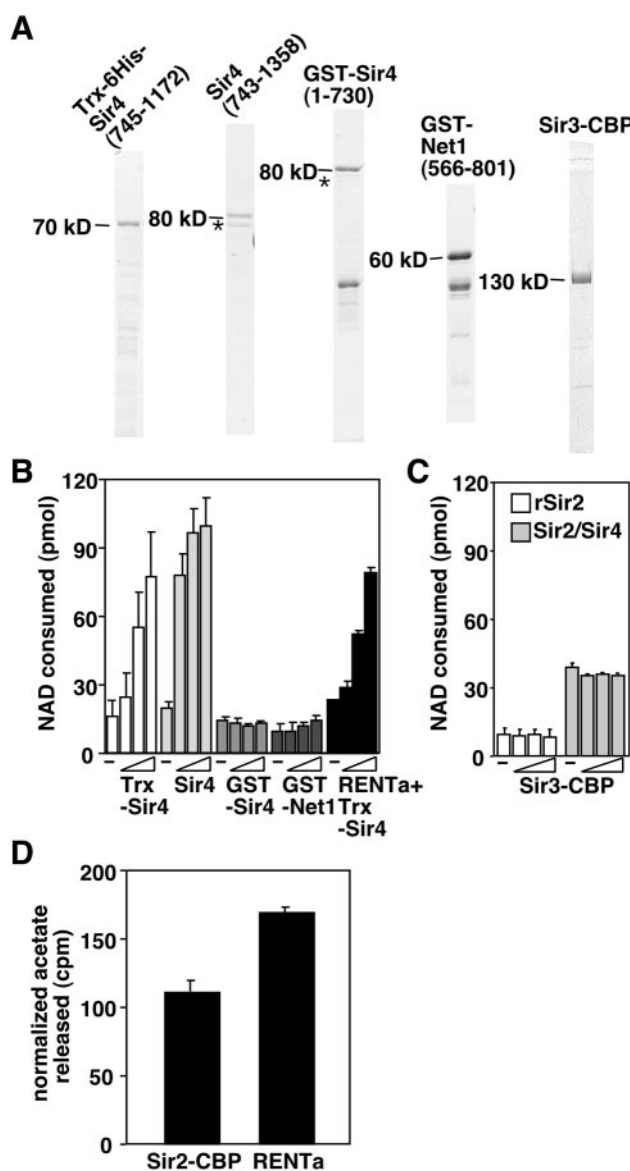 A
Trx-6His-
Sir4
(745-1172)
Sir4
(743-1358)
GST-Sir4
(1-730)
GST-
Net1
(566-801)
Sir3-CBP
70 kD
80 kD
*
80 kD
*
60 kD
130 kD
B
NAD consumed (pmol)
120
90
60
30
0
– – – – –
Trx Sir4 GST GST RENTa+
-Sir4 -Sir4 -Net1 Trx
-Sir4
C
NAD consumed (pmol)
120
90
60
30
0
rSir2
Sir2/Sir4
– –
Sir3-CBP
D
normalized acetate
released (cpm)
200
150
100
50
0
Sir2-CBP RENTa